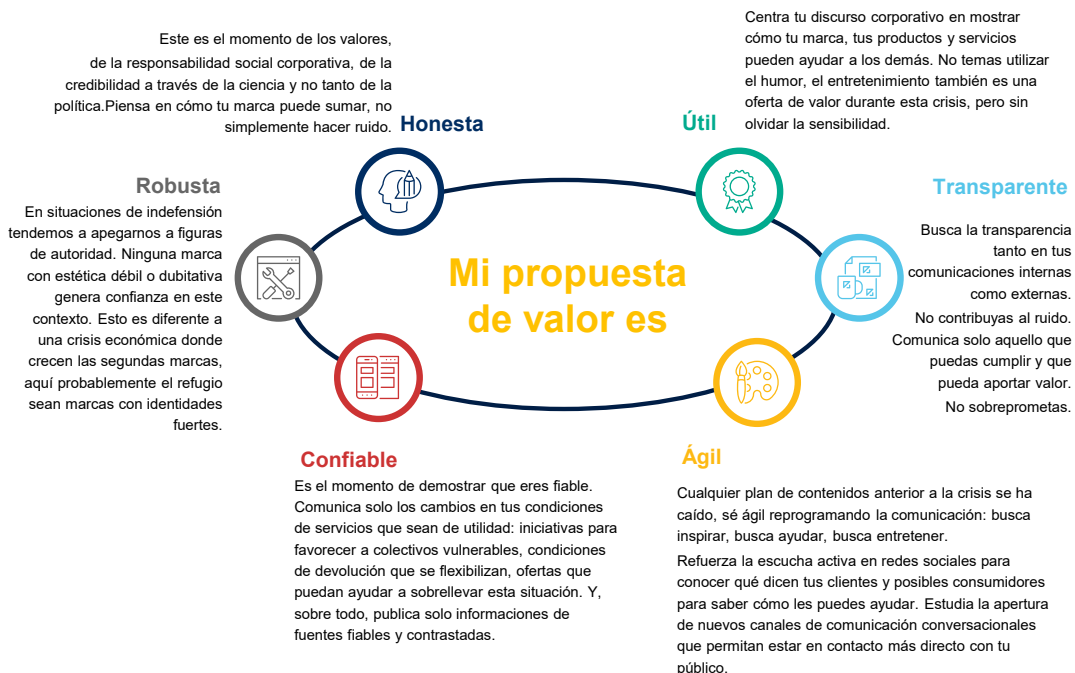 Este es el momento de los valores,
de la responsabilidad social corporativa, de la
credibilidad a través de la ciencia y no tanto de la
política.Piensa en cómo tu marca puede sumar, no
simplemente hacer ruido.
Honesta
Útil
Centra tu discurso corporativo en mostrar
cómo tu marca, tus productos y servicios
pueden ayudar a los demás. No temas utilizar
el humor, el entretenimiento también es una
oferta de valor durante esta crisis, pero sin
olvidar la sensibilidad.
Robusta
En situaciones de indefensión
tendemos a apegarnos a figuras
de autoridad. Ninguna marca
con estética débil o dubitativa
genera confianza en este
contexto. Esto es diferente a
una crisis económica donde
crecen las segundas marcas,
aquí probablemente el refugio
sean marcas con identidades
fuertes.
Mi propuesta
de valor es
Transparente
Busca la transparencia
tanto en tus
comunicaciones internas
como externas.
No contribuyas al ruido.
Comunica solo aquello que
puedas cumplir y que
pueda aportar valor.
No sobreprometas.
Confiable
Es el momento de demostrar que eres fiable.
Comunica solo los cambios en tus condiciones
de servicios que sean de utilidad: iniciativas para
favorecer a colectivos vulnerables, condiciones
de devolución que se flexibilizan, ofertas que
puedan ayudar a sobrellevar esta situación. Y,
sobre todo, publica solo informaciones de
fuentes fiables y contrastadas.
Ágil
Cualquier plan de contenidos anterior a la crisis se ha
caído, sé ágil reprogramando la comunicación: busca
inspirar, busca ayudar, busca entretener.
Refuerza la escucha activa en redes sociales para
conocer qué dicen tus clientes y posibles consumidores
para saber cómo les puedes ayudar. Estudia la apertura
de nuevos canales de comunicación conversacionales
que permitan estar en contacto más directo con tu
público.